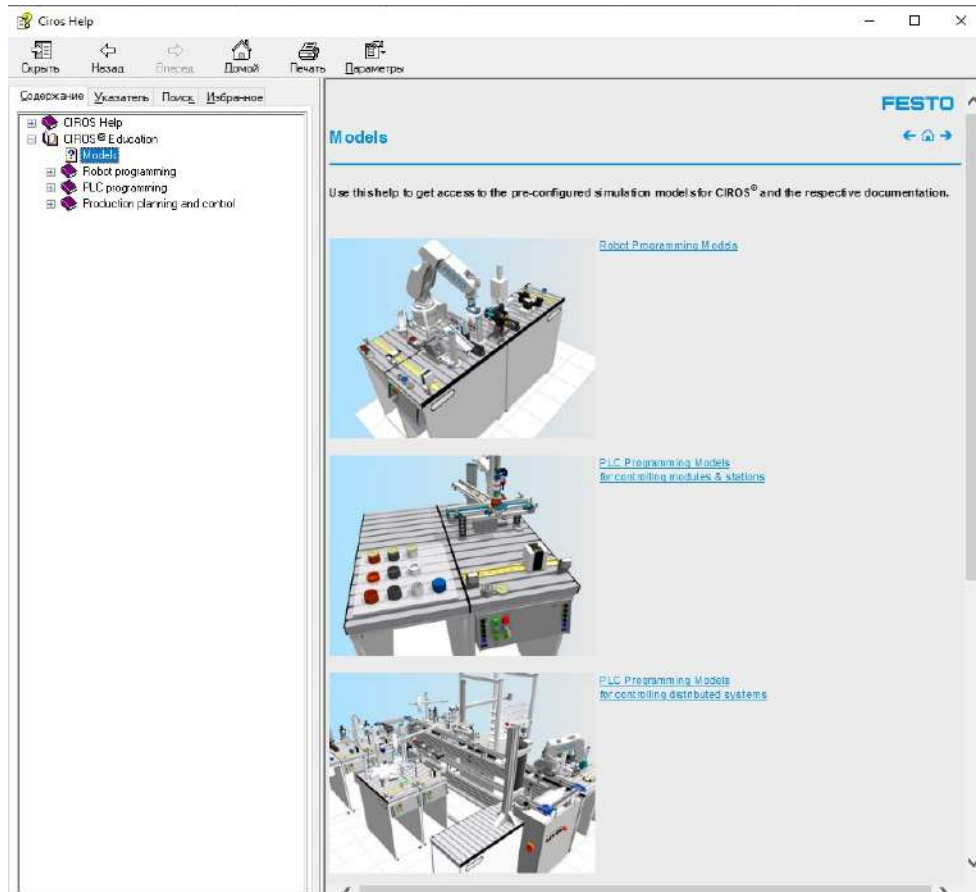 Ciros Help
Скрыть Назад Вперед Домой Печать Параметры
Содержание Указатель Поиск Избранное
CIROS Help
CIROS® Education
Models
Robot programming
PLC programming
Production planning and control
FESTO
Models
Use this help to get access to the pre-configured simulation models for CIROS® and the respective documentation.
Robot Programming Models
PLC Programming Models
for controlling modules & stations
PLC Programming Models
for controlling distributed systems